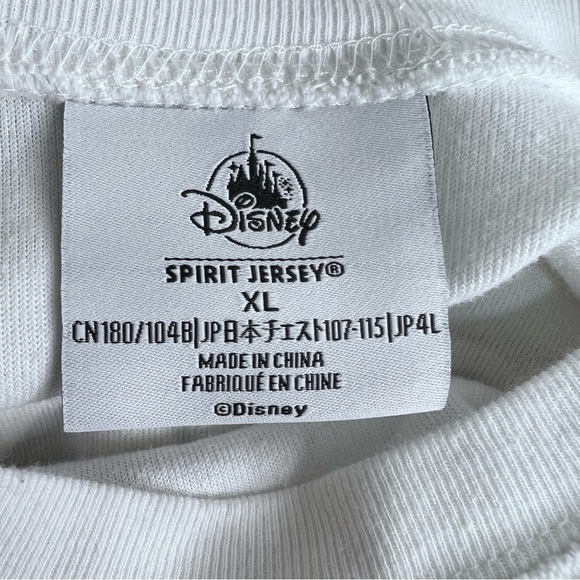 Disney
SPIRIT JERSEY®
XL
CN180/104B|JP日本チェスト107-115|JP4L
MADE IN CHINA
FABRIQUÉ EN CHINE
©Disney